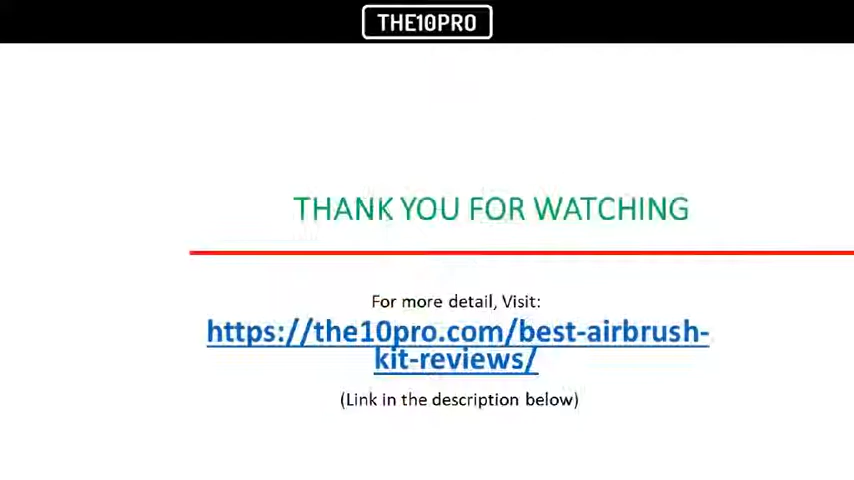 THE10PRO
THANK YOU FOR WATCHING
For more detail, Visit:
https://the10pro.com/best-airbrush-
kit-reviews/
(Link in the description below)